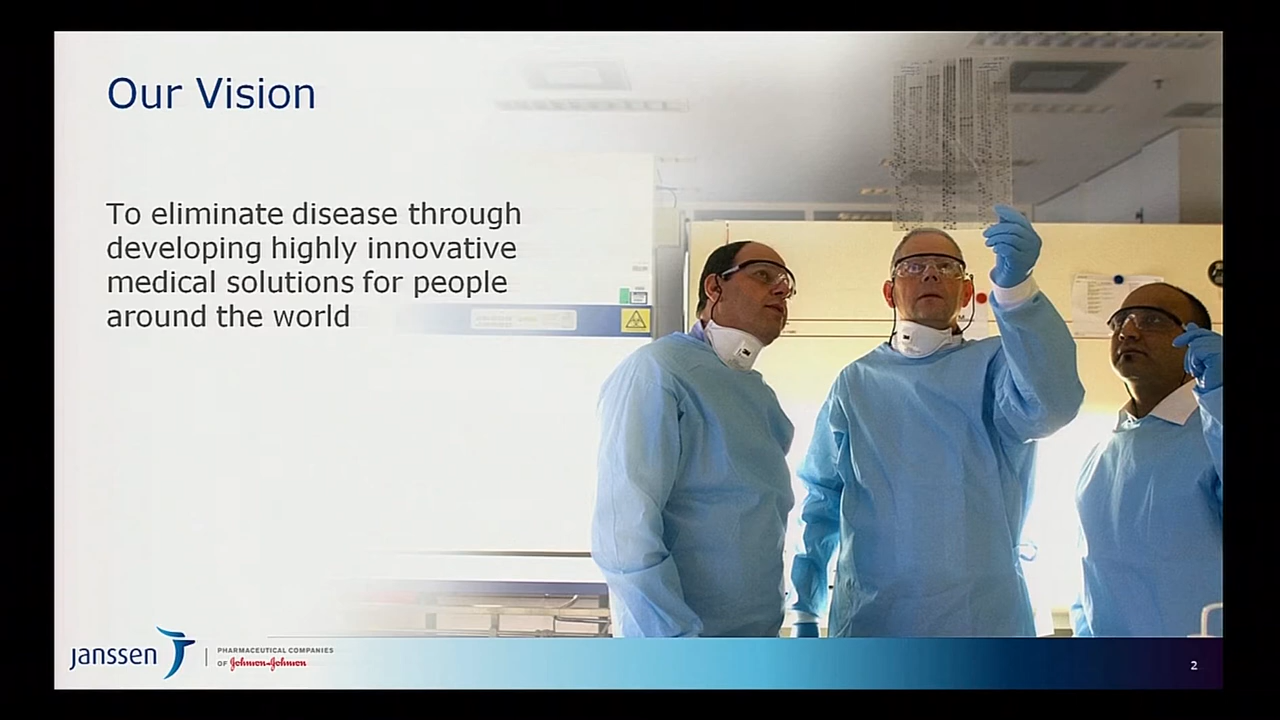 Our Vision
To eliminate disease through
developing highly innovative
medical solutions for people
around the world
janssen
PHARMACEUTICAL COMPANIES
OF Johnson-Johnson
2